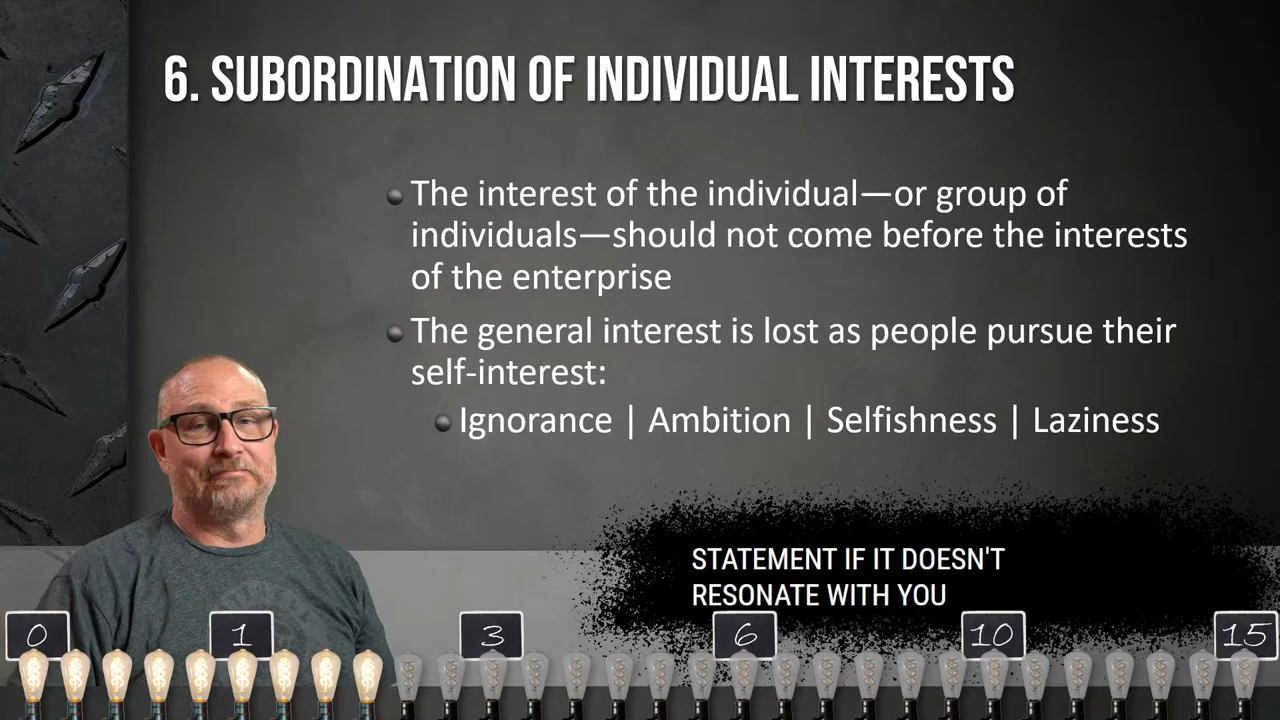 6. SUBORDINATION OF INDIVIDUAL INTERESTS
The interest of the individual—or group of
individuals—should not come before the interests
of the enterprise
The general interest is lost as people pursue their
self-interest:
Ignorance | Ambition | Selfishness | Laziness
STATEMENT IF IT DOESN'T
RESONATE WITH YOU
0 1 3 6 10 15